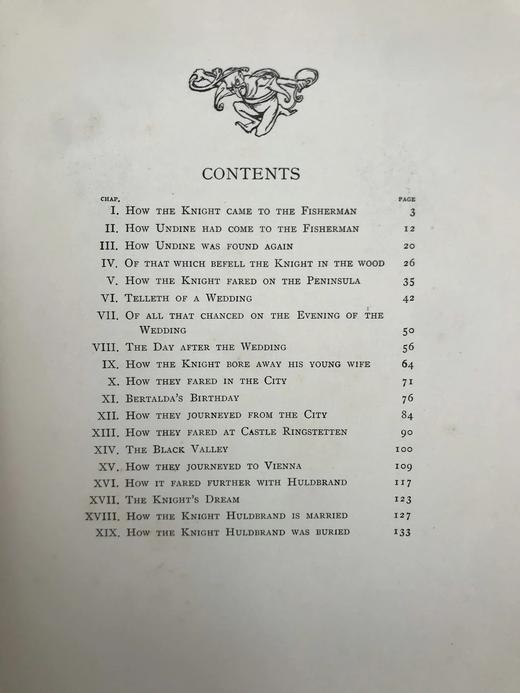 CONTENTS
CHAP. PAGE
I. How the Knight came to the Fisherman 3
II. How Undine had come to the Fisherman 12
III. How Undine was found again 20
IV. Of that which befell the Knight in the wood 26
V. How the Knight fared on the Peninsula 35
VI. Telleth of a Wedding 42
VII. Of all that chanced on the Evening of the
Wedding 50
VIII. The Day after the Wedding 56
IX. How the Knight bore away his young wife 64
X. How they fared in the City 71
XI. Bertalda's Birthday 76
XII. How they journeyed from the City 84
XIII. How they fared at Castle Ringstetten 90
XIV. The Black Valley 100
XV. How they journeyed to Vienna 109
XVI. How it fared further with Huldbrand 117
XVII. The Knight's Dream 123
XVIII. How the Knight Huldbrand is married 127
XIX. How the Knight Huldbrand was buried 133